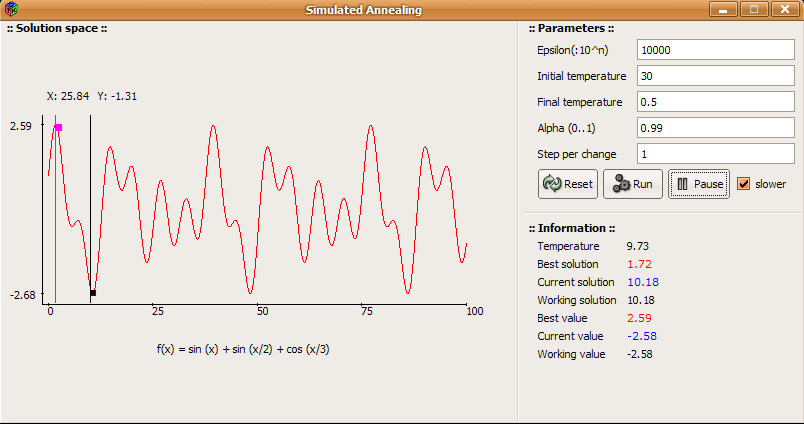 Simulated Annealing
:: Solution space ::
X: 25.84 Y: -1.31
2.59
-2.68
0 25 50 75 100
f(x) = sin (x) + sin (x/2) + cos (x/3)
:: Parameters ::
Epsilon(:10^n) 10000
Initial temperature 30
Final temperature 0.5
Alpha (0..1) 0.99
Step per change 1
Reset Run Pause slower
:: Information ::
Temperature 9.73
Best solution 1.72
Current solution 10.18
Working solution 10.18
Best value 2.59
Current value -2.58
Working value -2.58